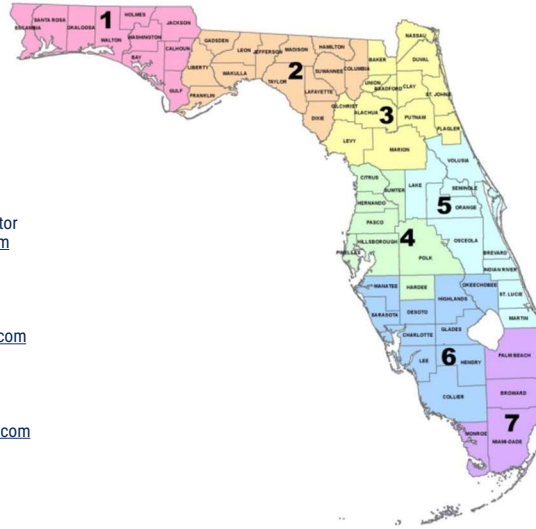 HOLMES
SANTA ROSA
1
JACKSON
ESCAMBIA
OKALOOSA
WALTON
WASHINGTON
BAY
CALHOUN
GULF
GADSDEN
LIBERTY
LEON
JEFFERSON
MADISON
HAMILTON
WAKULLA
2
TAYLOR
SUWANNEE
COLUMBIA
FRANKLIN
LAFAYETTE
DIXIE
NASSAU
BAKER
DUVAL
UNION
BRADFORD
CLAY
ST. JOHNS
GILCHRIST
ALACHUA
3
PUTNAM
FLAGLER
LEVY
MARION
VOLUSIA
CITRUS
SUMTER
LAKE
SEMINOLE
HERNANDO
5
ORANGE
PASCO
tor
m
HILLSBOROUGH
4
OSCEOLA
PINELLAS
POLK
BREVARD
INDIAN RIVER
MANATEE
HARDEE
HIGHLANDS
OKEECHOBEE
ST. LUCIE
SARASOTA
DESOTO
MARTIN
com
CHARLOTTE
GLADES
LEE
6
HENDRY
PALM BEACH
COLLIER
BROWARD
com
7
MONROE
MIAMI-DADE